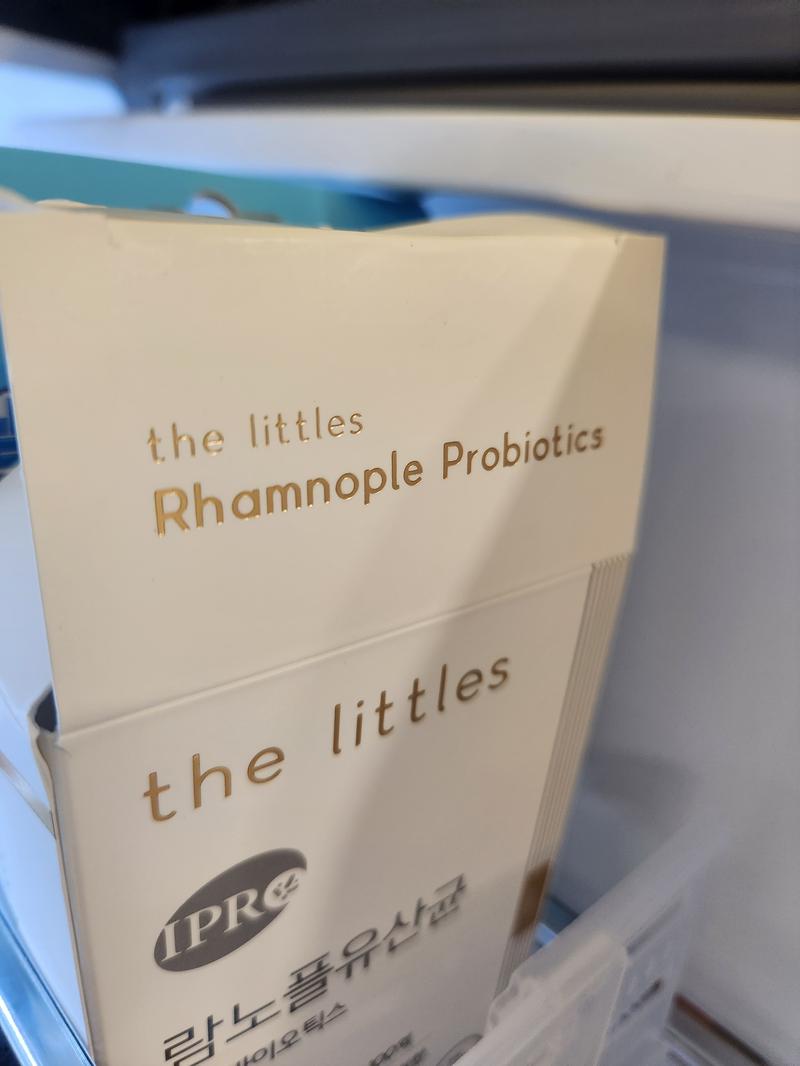 the littles
Rhamnople Probiotics
the littles
IPRO
람노플유산균